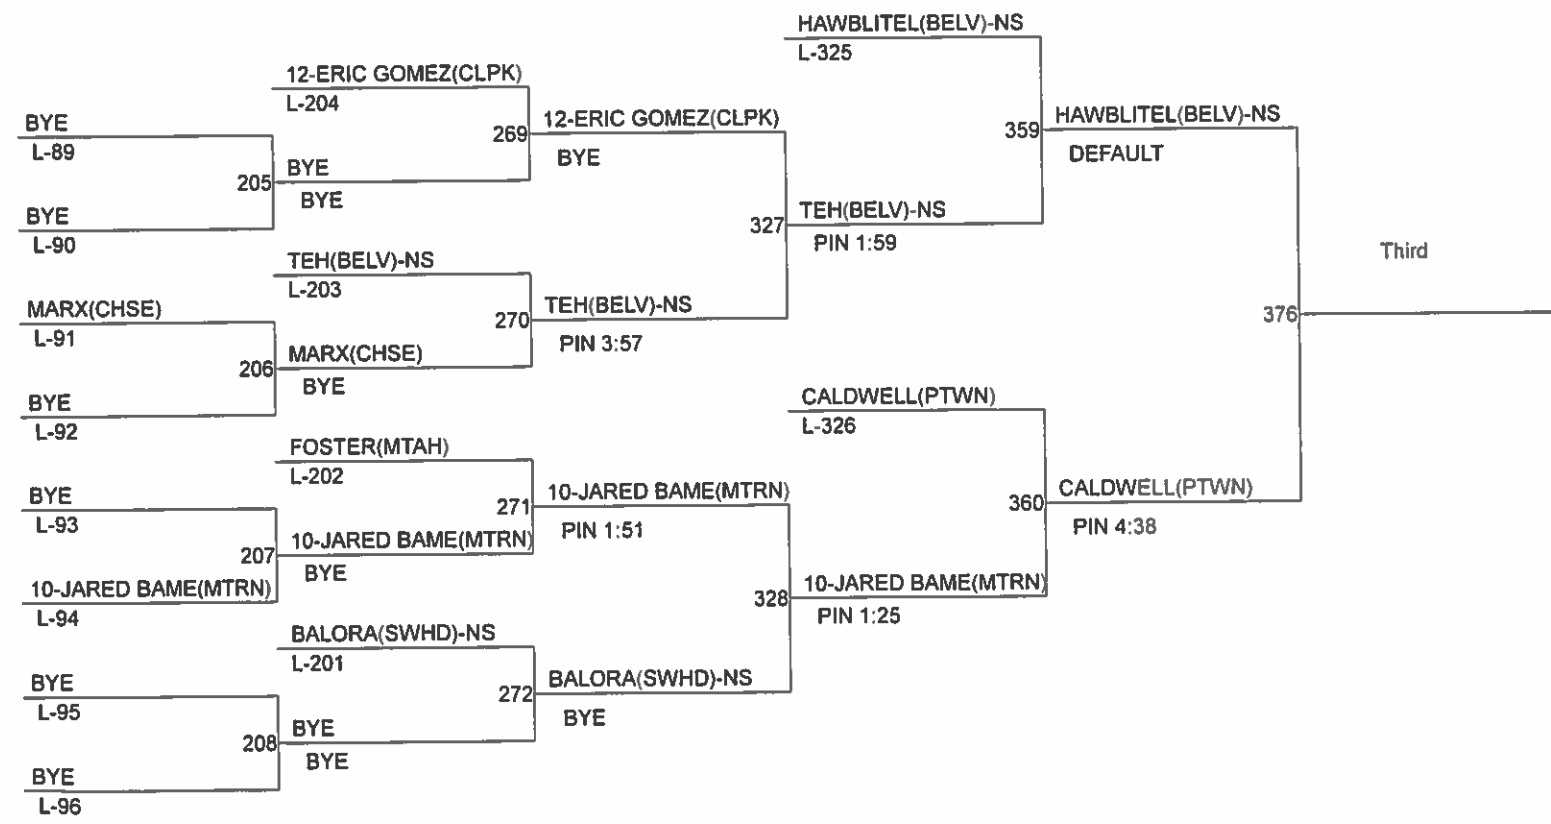 HAWBLITEL(BELV)-NS
L-325
12-ERIC GOMEZ(CLPK)
L-204
BYE
L-89
269
12-ERIC GOMEZ(CLPK)
BYE
359
HAWBLITEL(BELV)-NS
DEFAULT
205
BYE
BYE
BYE
L-90
327
TEH(BELV)-NS
PIN 1:59
Third
TEH(BELV)-NS
L-203
MARX(CHSE)
L-91
270
TEH(BELV)-NS
PIN 3:57
376
206
MARX(CHSE)
BYE
BYE
L-92
CALDWELL(PTWN)
L-326
FOSTER(MTAH)
L-202
BYE
L-93
271
10-JARED BAME(MTRN)
PIN 1:51
360
CALDWELL(PTWN)
PIN 4:38
207
10-JARED BAME(MTRN)
BYE
10-JARED BAME(MTRN)
L-94
328
10-JARED BAME(MTRN)
PIN 1:25
BALORA(SWHD)-NS
L-201
BYE
L-95
272
BALORA(SWHD)-NS
BYE
208
BYE
BYE
BYE
L-96